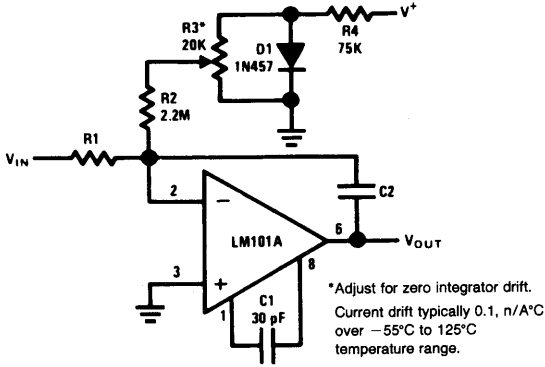 R3*
20K
D1
1N457
R4
75K
V+
R2
2.2M
R1
VIN
2
−
C2
LM101A
6
VOUT
3
+
8
1
C1
30 pF
*Adjust for zero integrator drift.
Current drift typically 0.1, n/A°C
over −55°C to 125°C
temperature range.